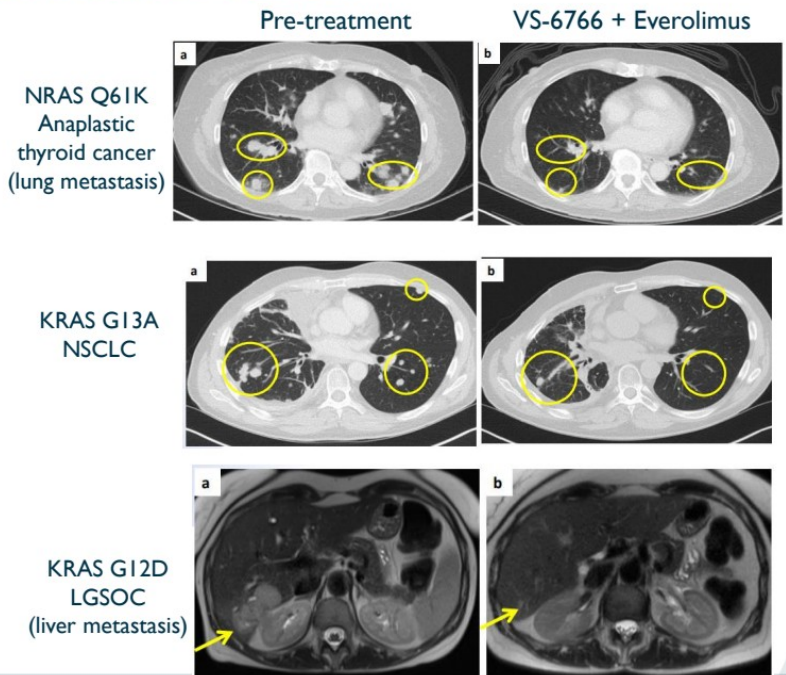 Pre-treatment
VS-6766 + Everolimus
NRAS Q61K
Anaplastic
thyroid cancer
(lung metastasis)
a
b
KRAS G13A
NSCLC
a
b
KRAS G12D
LGSOC
(liver metastasis)
a
b